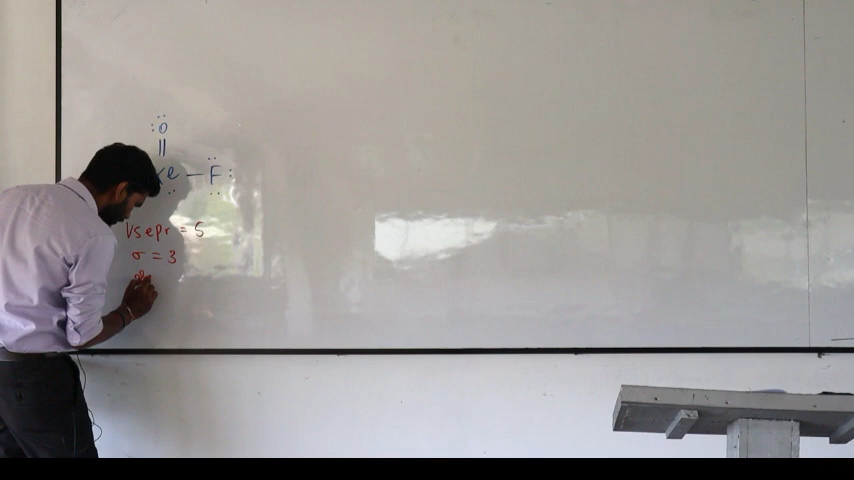 :Ö
||
e — F:
Vsepr = 5
σ = 3